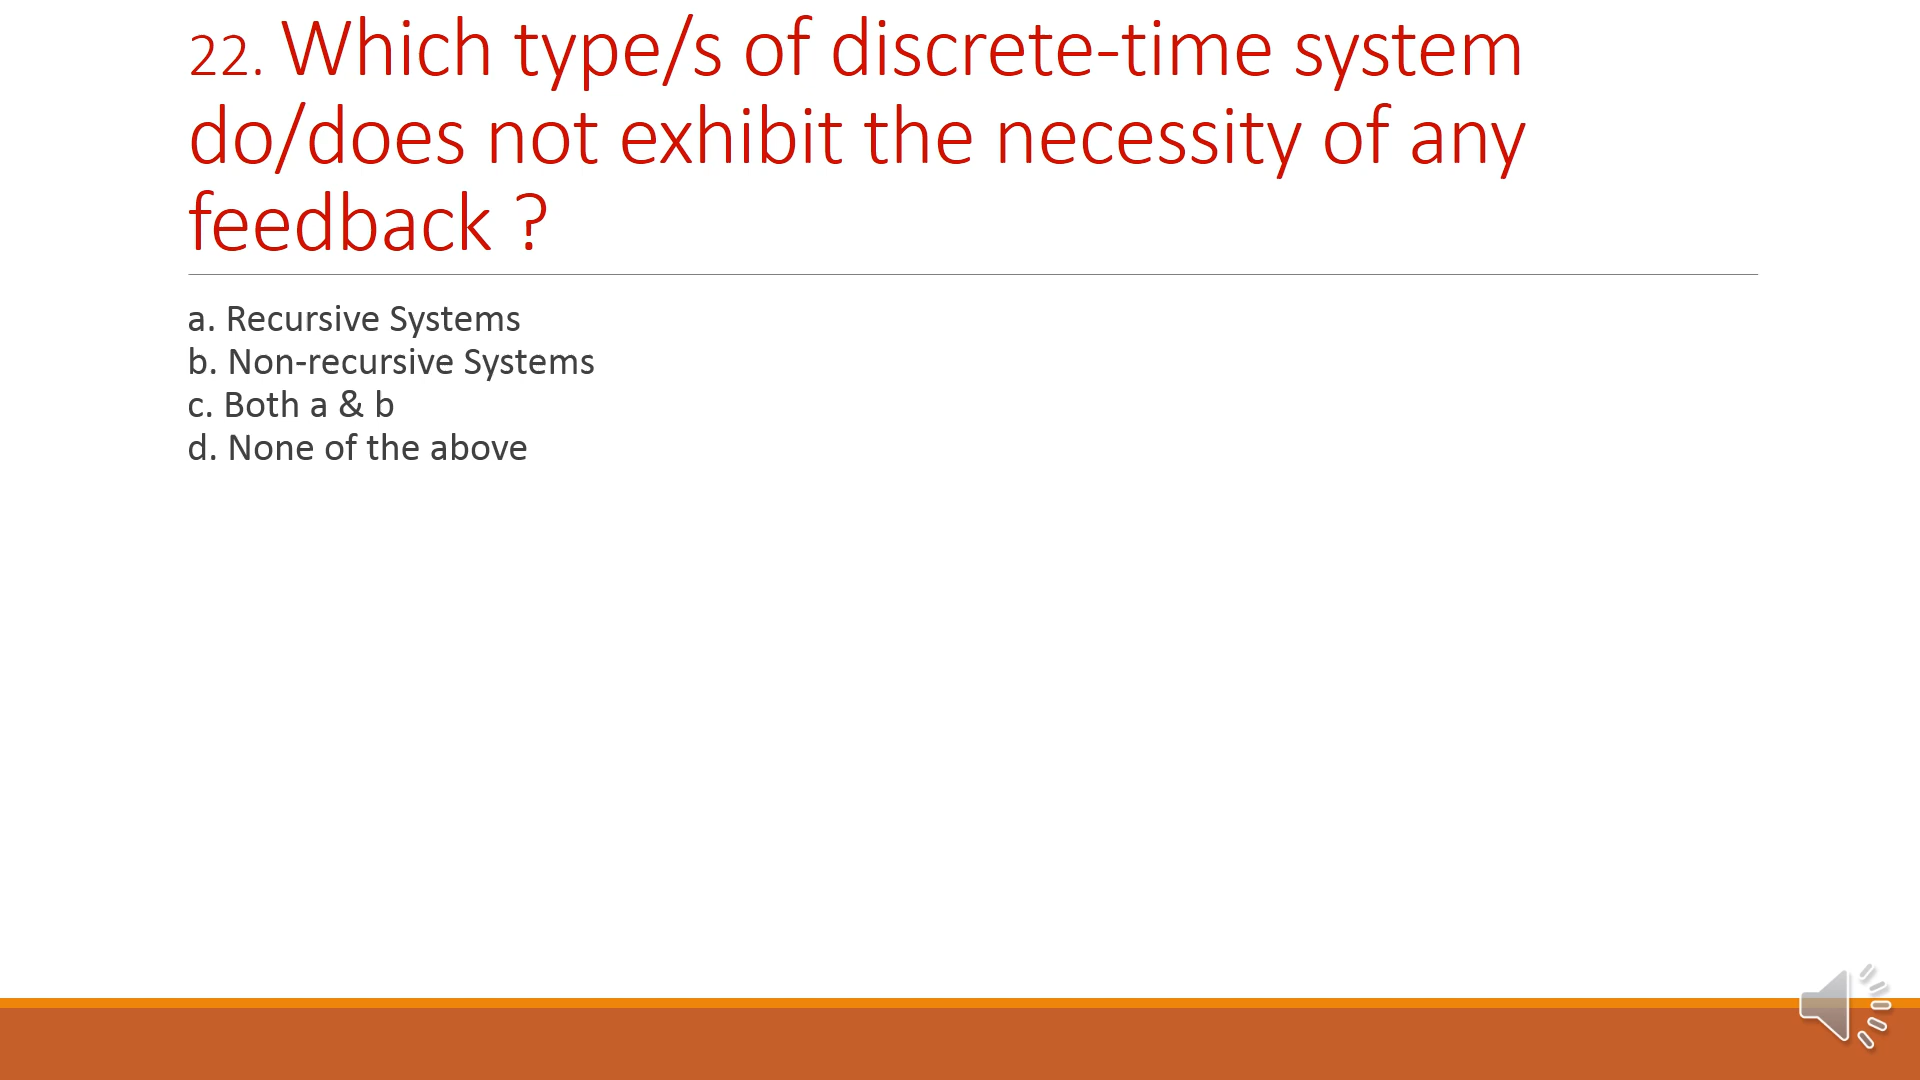 22. Which type/s of discrete-time system
do/does not exhibit the necessity of any
feedback ?
a. Recursive Systems
b. Non-recursive Systems
c. Both a & b
d. None of the above